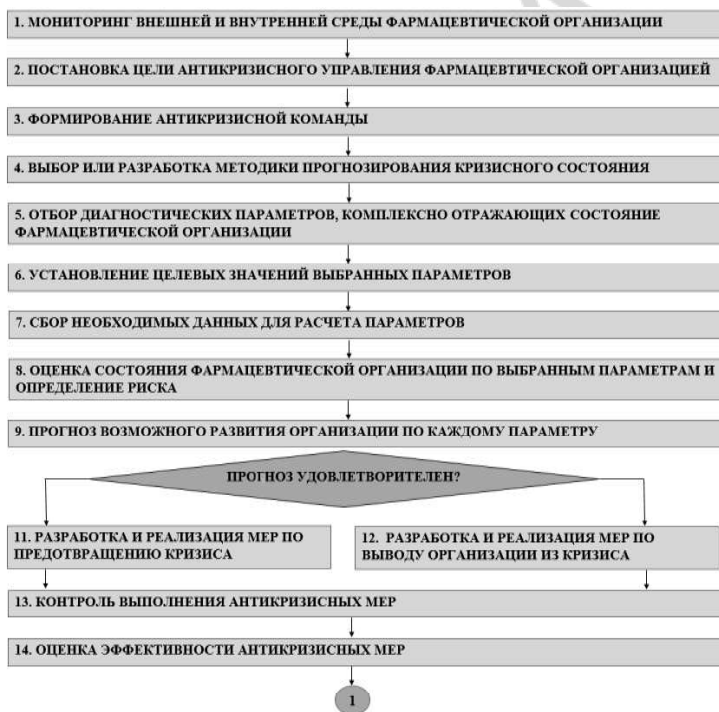 1. МОНИТОРИНГ ВНЕШНЕЙ И ВНУТРЕННЕЙ СРЕДЫ ФАРМАЦЕВТИЧЕСКОЙ ОРГАНИЗАЦИИ
2. ПОСТАНОВКА ЦЕЛИ АНТИКРИЗИСНОГО УПРАВЛЕНИЯ ФАРМАЦЕВТИЧЕСКОЙ ОРГАНИЗАЦИЕЙ
3. ФОРМИРОВАНИЕ АНТИКРИЗИСНОЙ КОМАНДЫ
4. ВЫБОР ИЛИ РАЗРАБОТКА МЕТОДИКИ ПРОГНОЗИРОВАНИЯ КРИЗИСНОГО СОСТОЯНИЯ
5. ОТБОР ДИАГНОСТИЧЕСКИХ ПАРАМЕТРОВ, КОМПЛЕКСНО ОТРАЖАЮЩИХ СОСТОЯНИЕ
ФАРМАЦЕВТИЧЕСКОЙ ОРГАНИЗАЦИИ
6. УСТАНОВЛЕНИЕ ЦЕЛЕВЫХ ЗНАЧЕНИЙ ВЫБРАННЫХ ПАРАМЕТРОВ
7. СБОР НЕОБХОДИМЫХ ДАННЫХ ДЛЯ РАСЧЕТА ПАРАМЕТРОВ
8. ОЦЕНКА СОСТОЯНИЯ ФАРМАЦЕВТИЧЕСКОЙ ОРГАНИЗАЦИИ ПО ВЫБРАННЫМ ПАРАМЕТРАМ И
ОПРЕДЕЛЕНИЕ РИСКА
9. ПРОГНОЗ ВОЗМОЖНОГО РАЗВИТИЯ ОРГАНИЗАЦИИ ПО КАЖДОМУ ПАРАМЕТРУ
ПРОГНОЗ УДОВЛЕТВОРИТЕЛЕН?
11. РАЗРАБОТКА И РЕАЛИЗАЦИЯ МЕР ПО
ПРЕДОТВРАЩЕНИЮ КРИЗИСА
12. РАЗРАБОТКА И РЕАЛИЗАЦИЯ МЕР ПО
ВЫВОДУ ОРГАНИЗАЦИИ ИЗ КРИЗИСА
13. КОНТРОЛЬ ВЫПОЛНЕНИЯ АНТИКРИЗИСНЫХ МЕР
14. ОЦЕНКА ЭФФЕКТИВНОСТИ АНТИКРИЗИСНЫХ МЕР
1